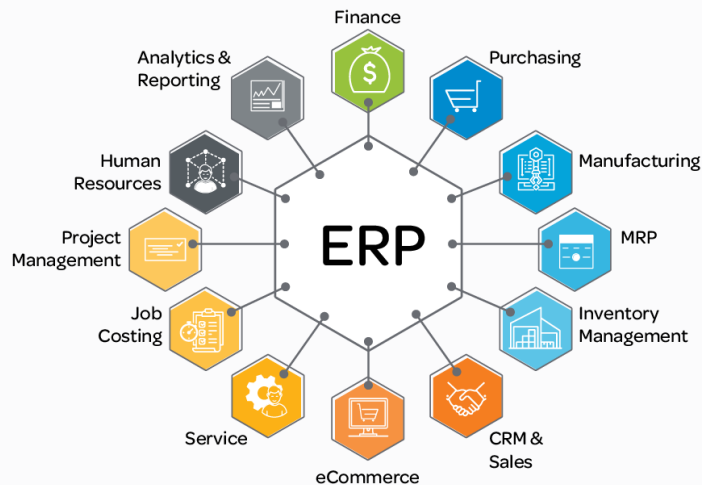 Finance
Analytics &
Reporting
Purchasing
Human
Resources
Manufacturing
Project
Management
ERP
MRP
Job
Costing
Inventory
Management
Service
eCommerce
CRM &
Sales
$